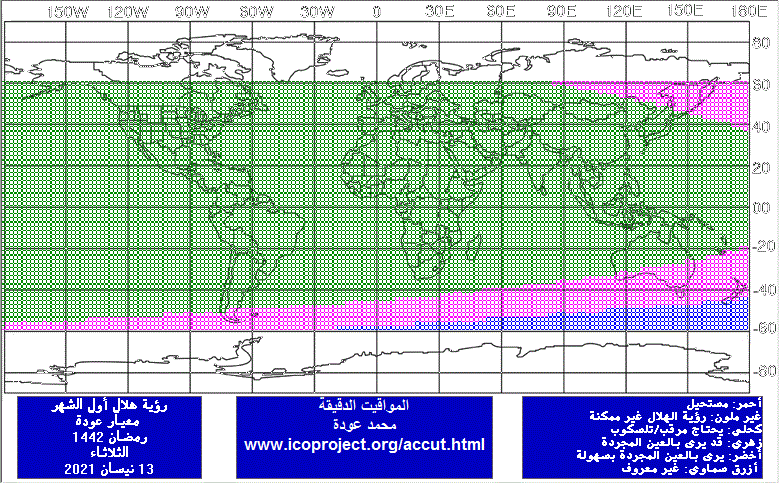 150W 120W 90W 60W 30W 0 30E 60E 90E 120E 150E 180E
80
60
40
20
00
-20
-40
-60
-80
رؤية هلال أول الشهر
معيار عودة
رمضان 1442
الثلاثاء
13 نيسان 2021
المواقيت الدقيقة
محمد عودة
www.icoproject.org/accut.html
أحمر: مستحيل
غير ملون: رؤية الهلال غير ممكنة
كحلي: يحتاج مرقب/تلسكوب
زهري: قد يرى بالعين المجردة
أخضر: يرى بالعين المجردة بسهولة
أزرق سماوي: غير معروف